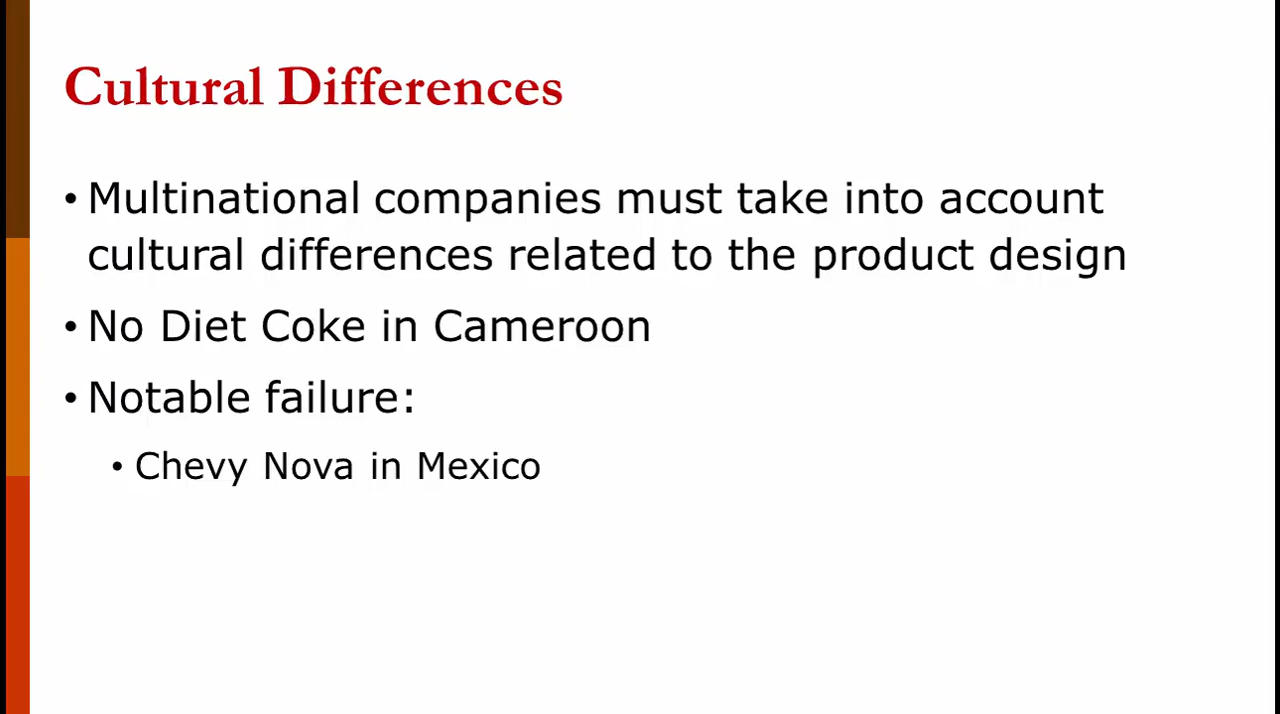 Cultural Differences
• Multinational companies must take into account
cultural differences related to the product design
• No Diet Coke in Cameroon
• Notable failure:
• Chevy Nova in Mexico